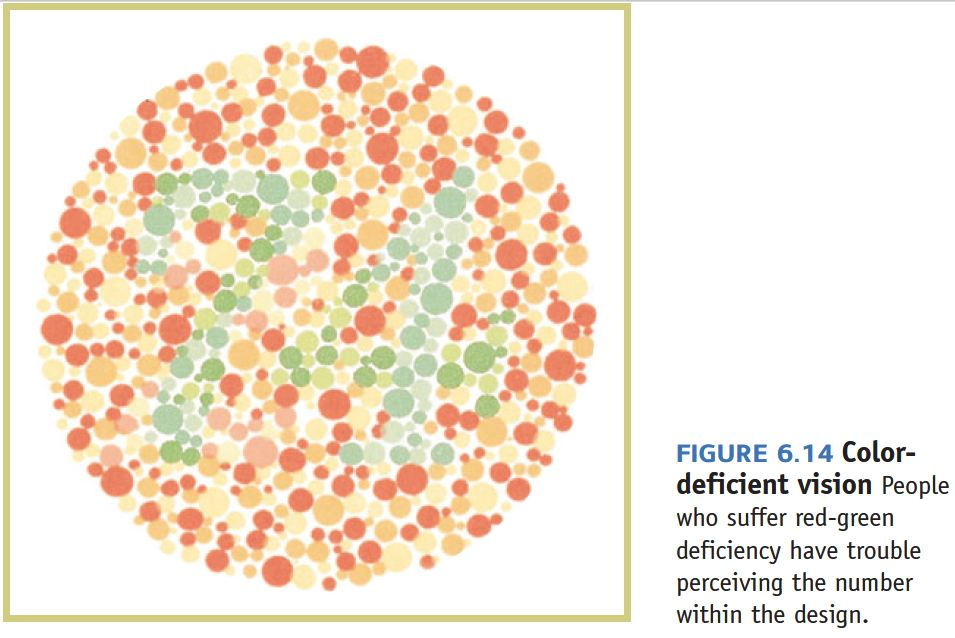 74
FIGURE 6.14 Color-
deficient vision People
who suffer red-green
deficiency have trouble
perceiving the number
within the design.